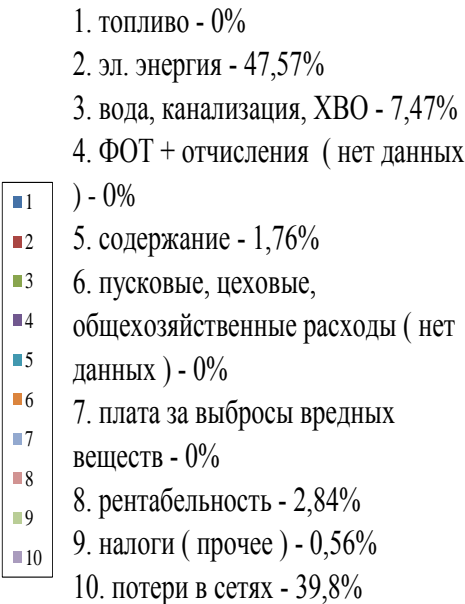 1. топливо - 0%
2. эл. энергия - 47,57%
3. вода, канализация, ХВО - 7,47%
4. ФОТ + отчисления ( нет данных
) - 0%
5. содержание - 1,76%
6. пусковые, цеховые,
общехозяйственные расходы ( нет
данных ) - 0%
7. плата за выбросы вредных
веществ - 0%
8. рентабельность - 2,84%
9. налоги ( прочее ) - 0,56%
10. потери в сетях - 39,8%
1
2
3
4
5
6
7
8
9
10